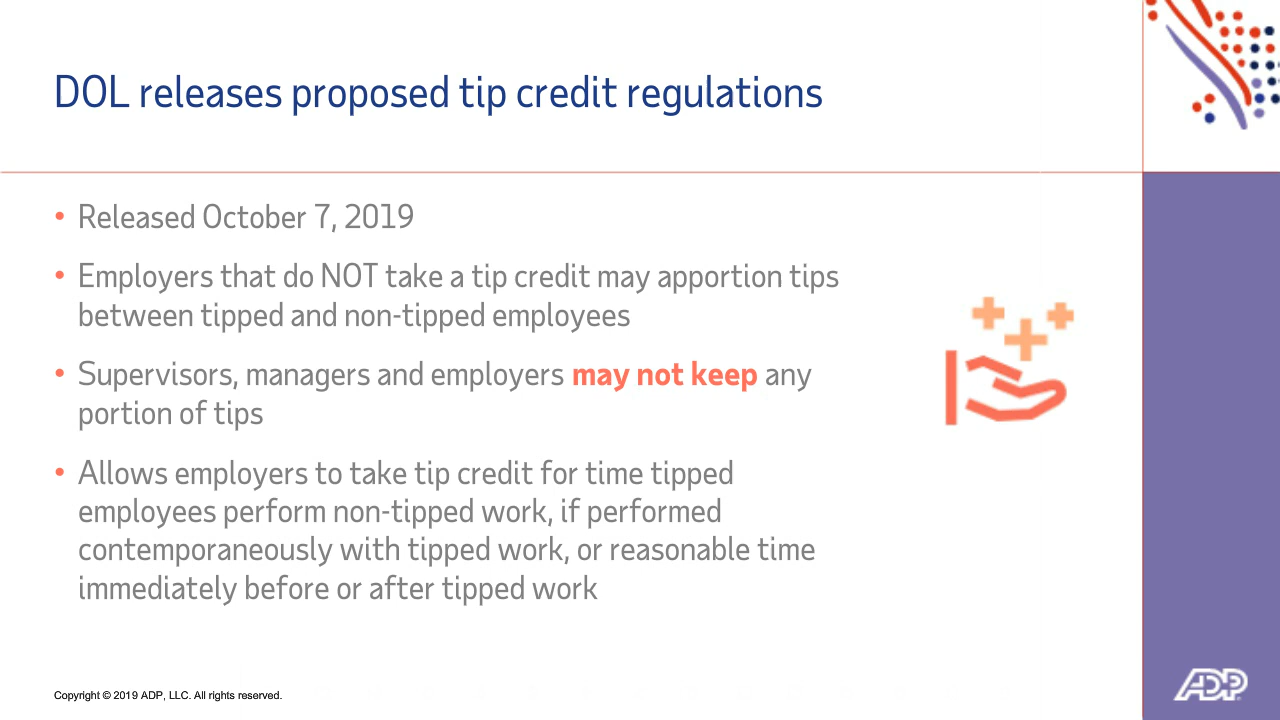 DOL releases proposed tip credit regulations
• Released October 7, 2019
• Employers that do NOT take a tip credit may apportion tips
between tipped and non-tipped employees
• Supervisors, managers and employers may not keep any
portion of tips
• Allows employers to take tip credit for time tipped
employees perform non-tipped work, if performed
contemporaneously with tipped work, or reasonable time
immediately before or after tipped work
Copyright © 2019 ADP, LLC. All rights reserved.
ADP